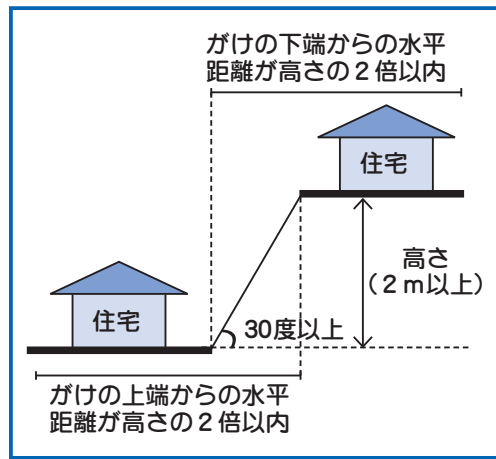 がけの下端からの水平
距離が高さの２倍以内
住宅
高さ
（２ｍ以上）
住宅
30度以上
がけの上端からの水平
距離が高さの２倍以内